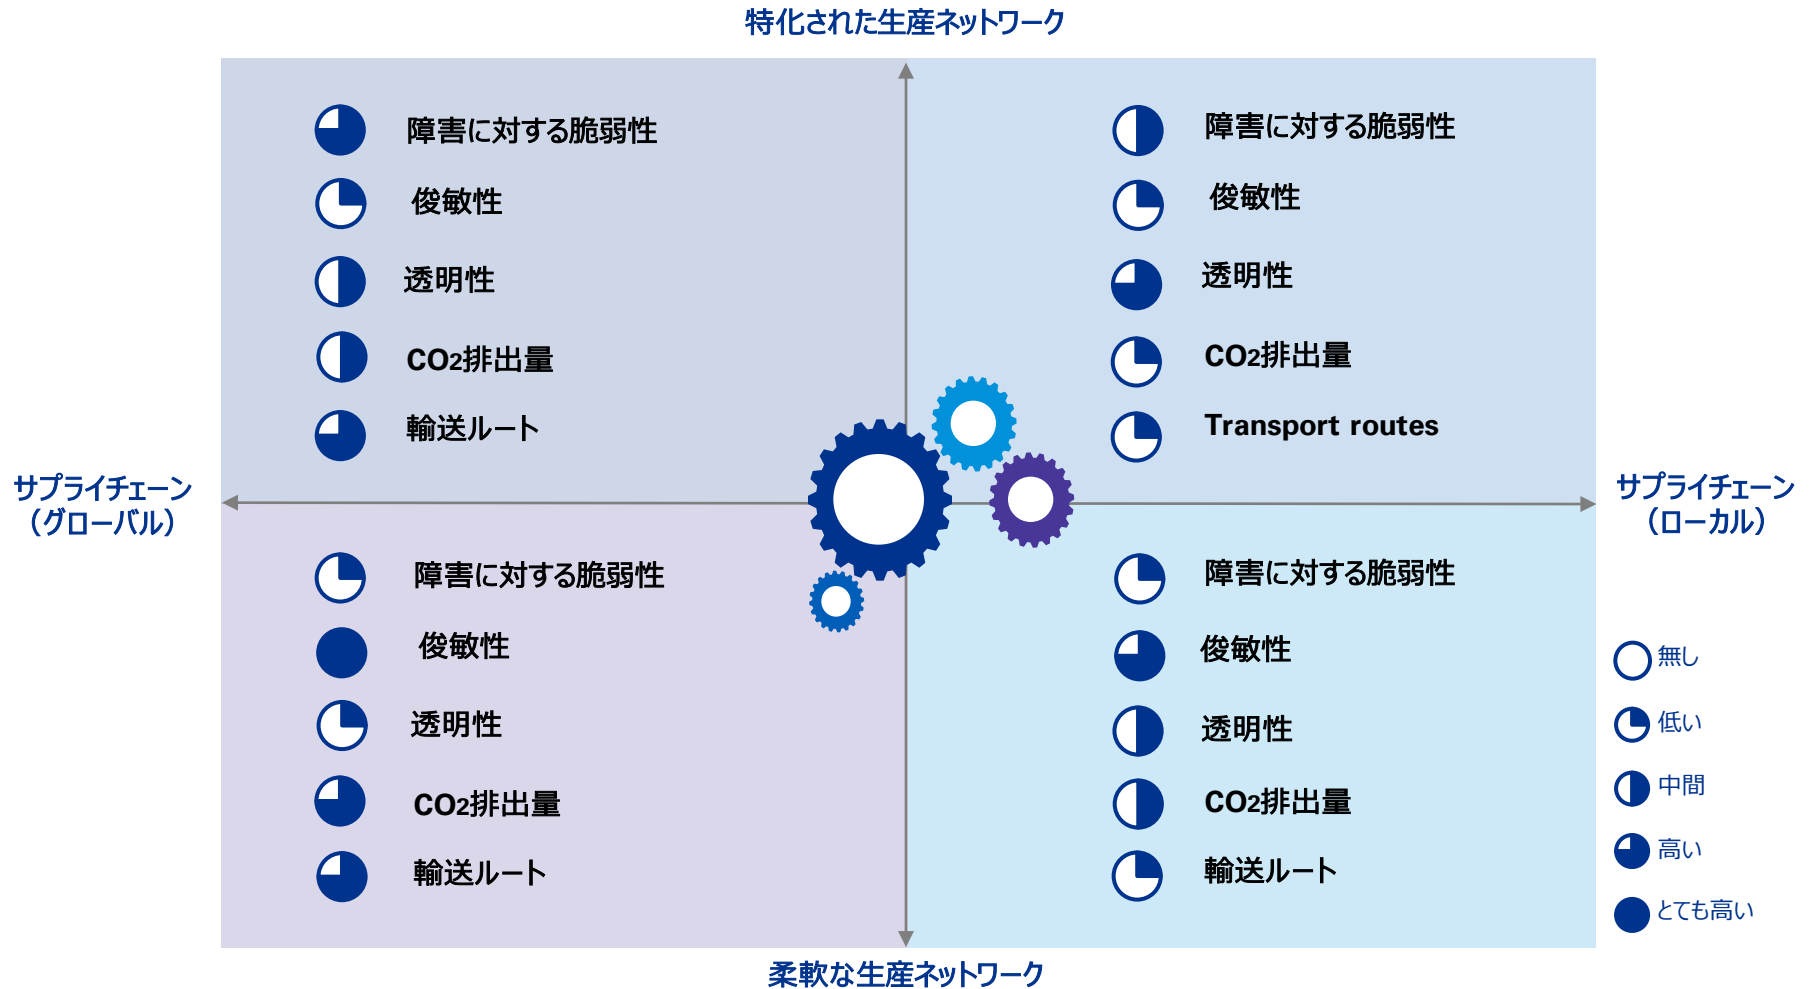 特化された生産ネットワーク
障害に対する脆弱性
俊敏性
透明性
CO2排出量
輸送ルート
障害に対する脆弱性
俊敏性
透明性
CO2排出量
Transport routes
サプライチェーン
（グローバル）
サプライチェーン
（ローカル）
障害に対する脆弱性
俊敏性
透明性
CO2排出量
輸送ルート
障害に対する脆弱性
俊敏性
透明性
CO2排出量
輸送ルート
無し
低い
中間
高い
とても高い
柔軟な生産ネットワーク